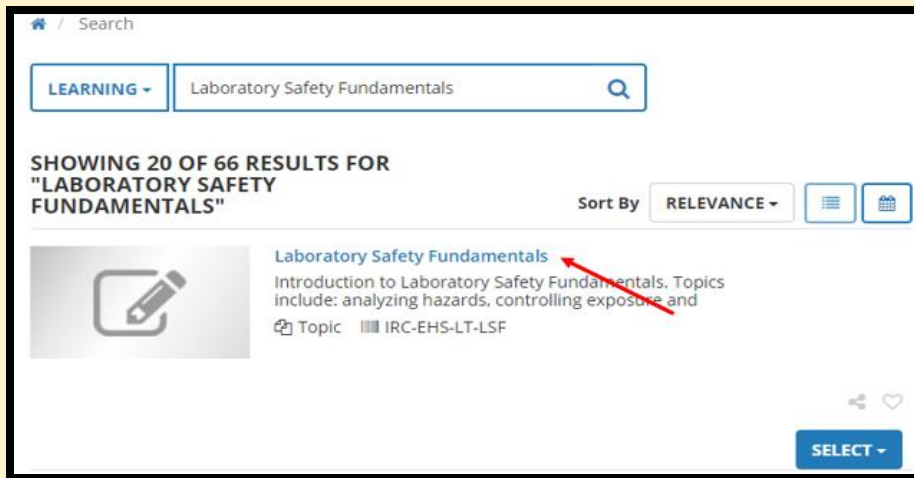 / Search
LEARNING
Laboratory Safety Fundamentals
SHOWING 20 OF 66 RESULTS FOR
"LABORATORY SAFETY
FUNDAMENTALS"
Sort By RELEVANCE
Laboratory Safety Fundamentals
Introduction to Laboratory Safety Fundamentals. Topics
include: analyzing hazards, controlling exposure and
Topic IRC-EHS-LT-LSF
SELECT